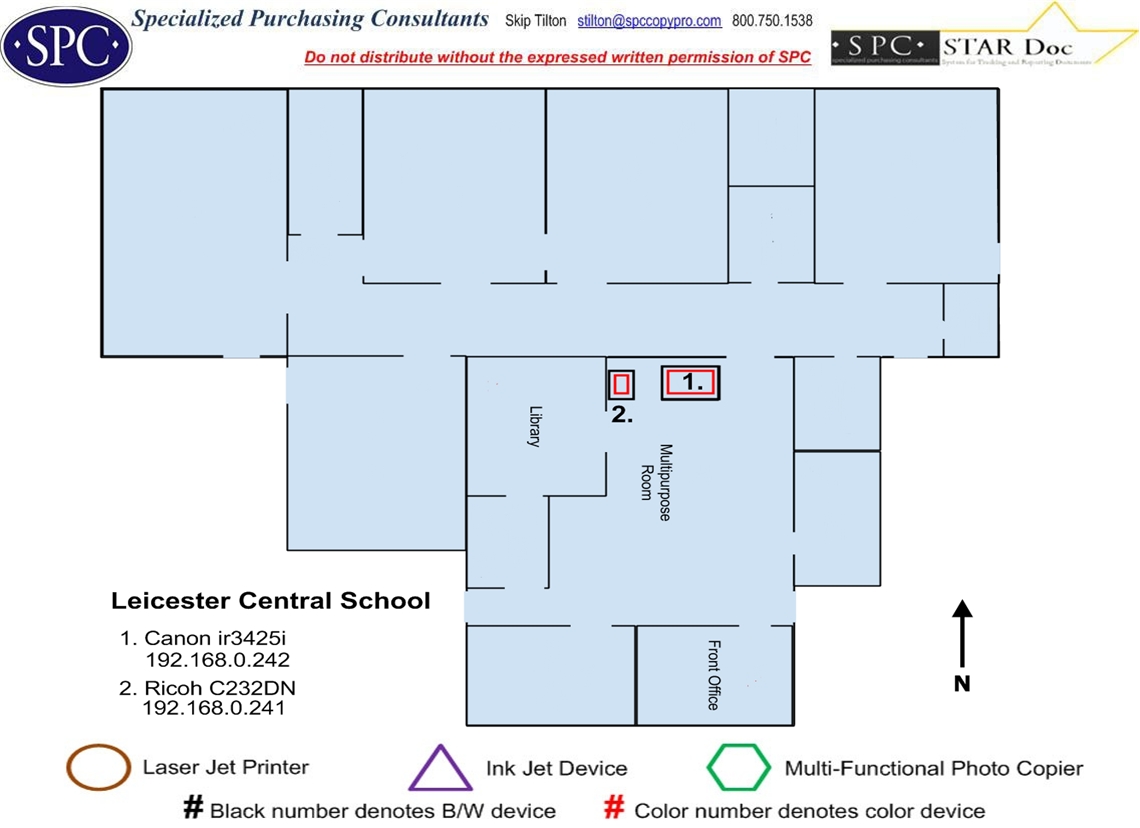 Specialized Purchasing Consultants Skip Tilton stilton@spccopypro.com 800.750.1538
·SPC·
Do not distribute without the expressed written permission of SPC
·SPC· STAR Doc
specialized purchasing consultants System for Tracking and Reporting Documents
1.
2.
Library
Multipurpose
Room
Leicester Central School
1. Canon ir3425i
192.168.0.242
2. Ricoh C232DN
192.168.0.241
Front Office
N
Laser Jet Printer
Ink Jet Device
Multi-Functional Photo Copier
# Black number denotes B/W device
# Color number denotes color device